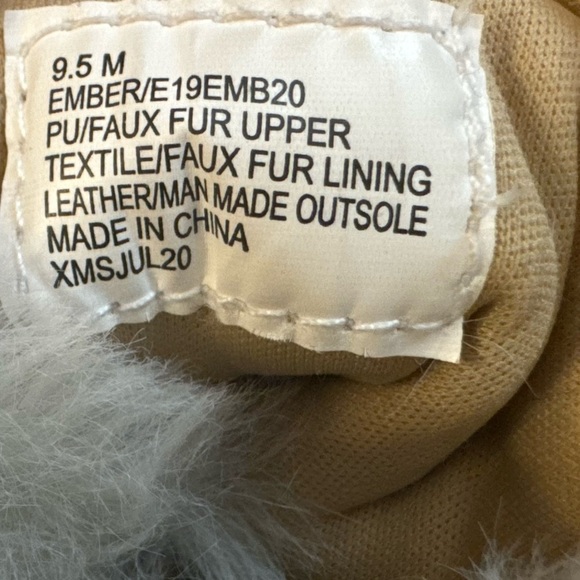 9.5 M
EMBER/E19EMB20
PU/FAUX FUR UPPER
TEXTILE/FAUX FUR LINING
LEATHER/MAN MADE OUTSOLE
MADE IN CHINA
XMSJUL20